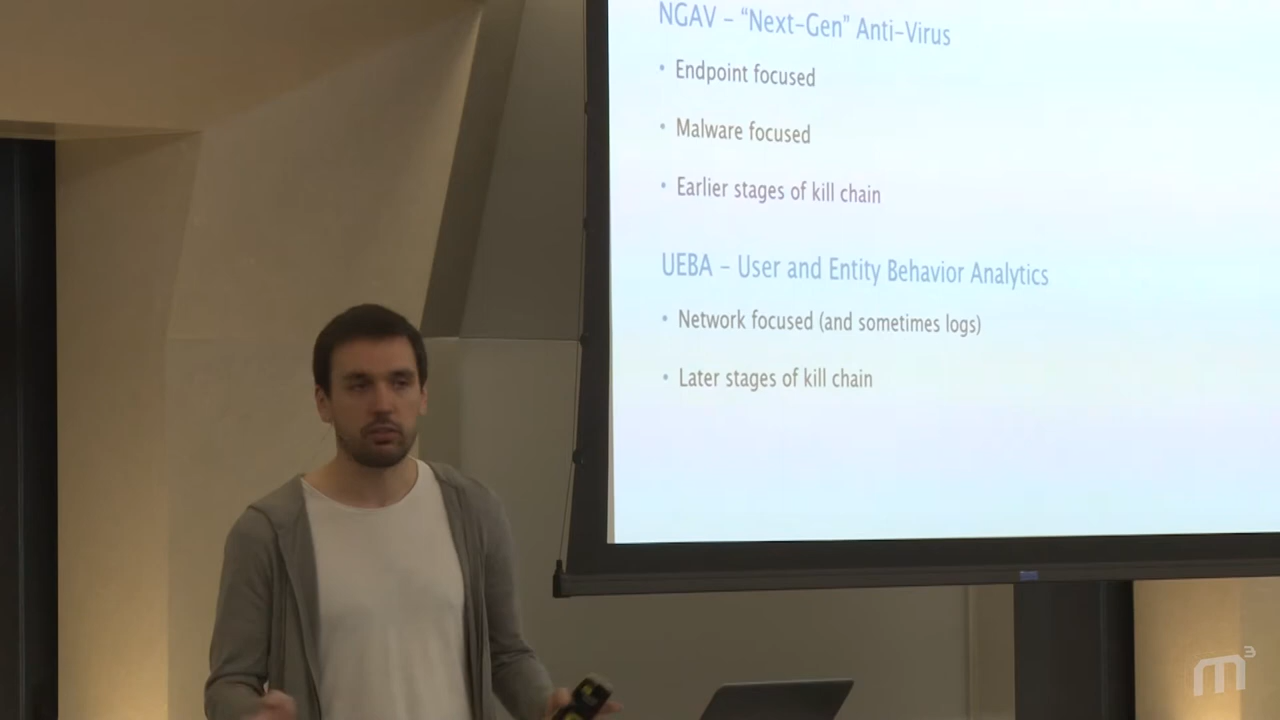 NGAV – “Next-Gen” Anti-Virus
• Endpoint focused
• Malware focused
• Earlier stages of kill chain
UEBA – User and Entity Behavior Analytics
• Network focused (and sometimes logs)
• Later stages of kill chain
m3